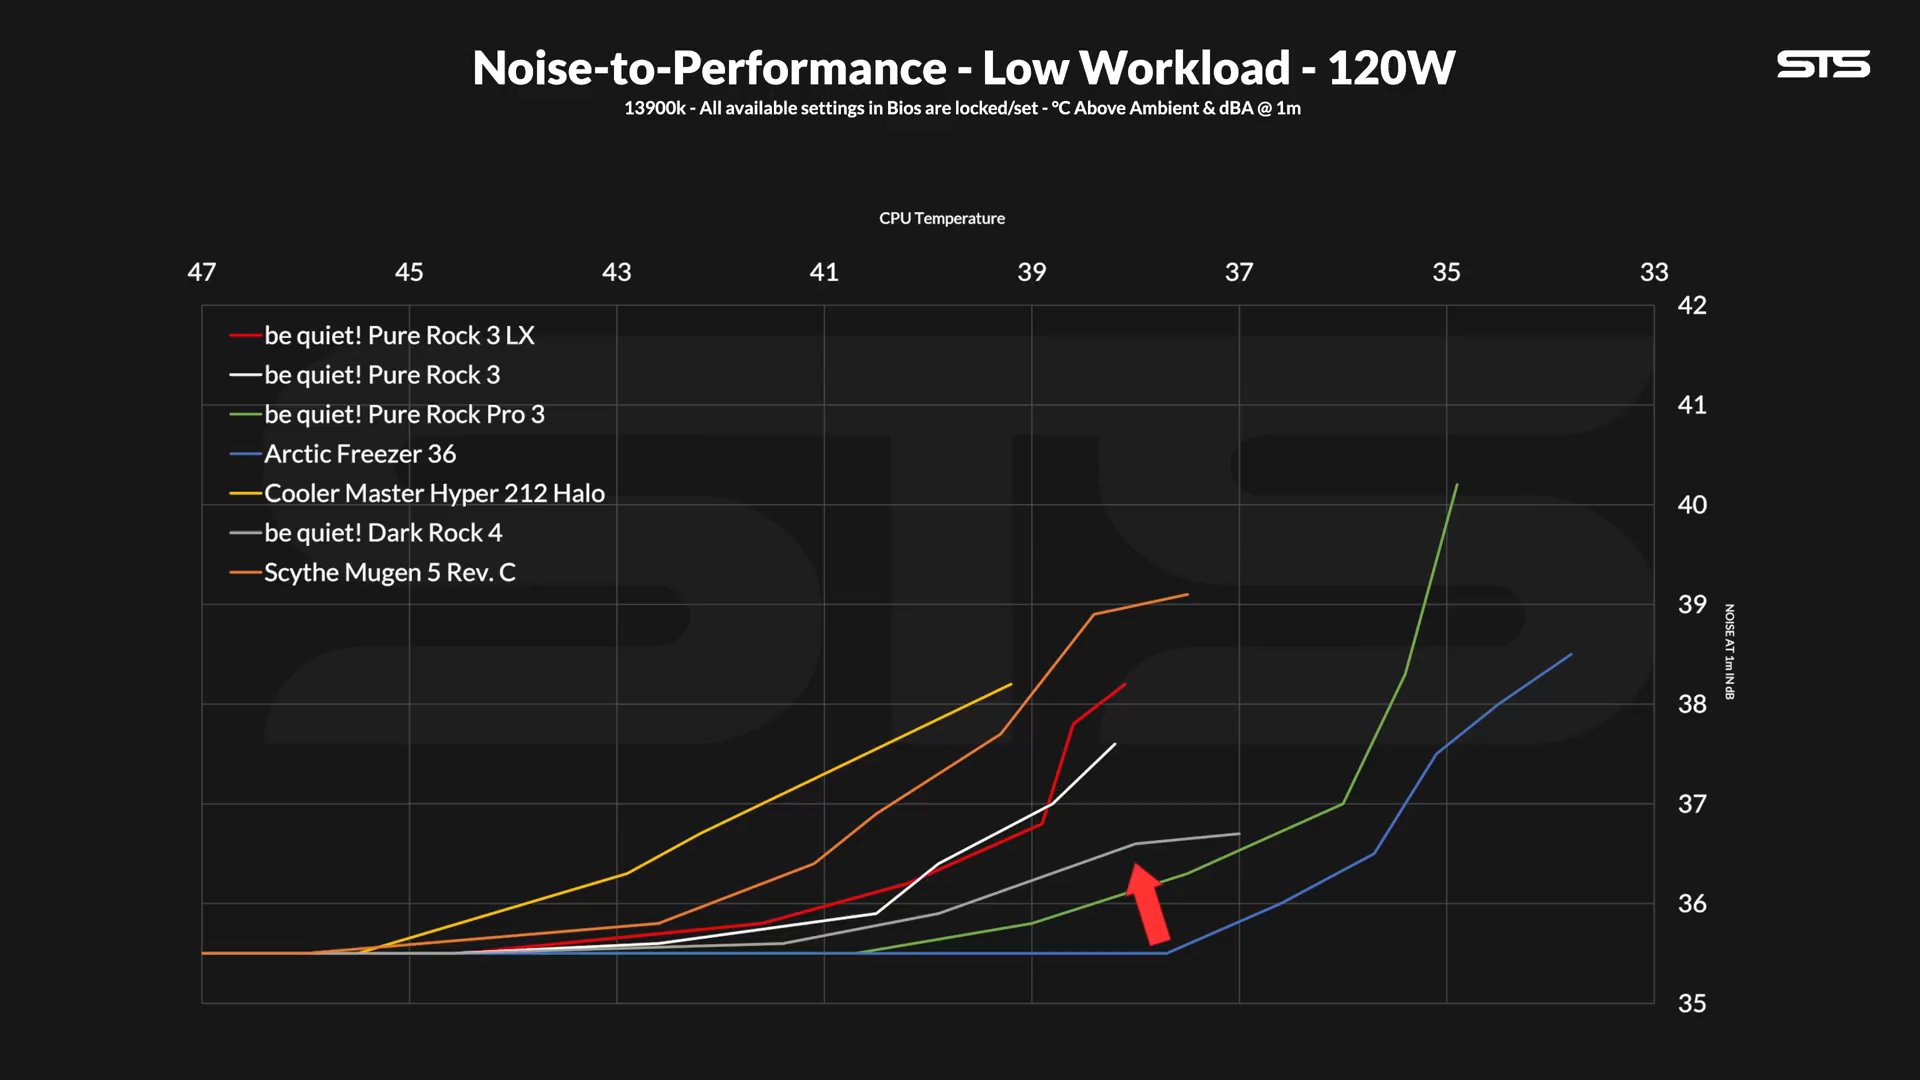 Noise-to-Performance - Low Workload - 120W
STS
13900k - All available settings in Bios are locked/set - °C Above Ambient & dBA @ 1m
CPU Temperature
47 45 43 41 39 37 35 33
42
be quiet! Pure Rock 3 LX
be quiet! Pure Rock 3
41
be quiet! Pure Rock Pro 3
Arctic Freezer 36
Cooler Master Hyper 212 Halo
40
be quiet! Dark Rock 4
Scythe Mugen 5 Rev. C
39
NOISE AT 1m IN dB
38
37
36
35
STS